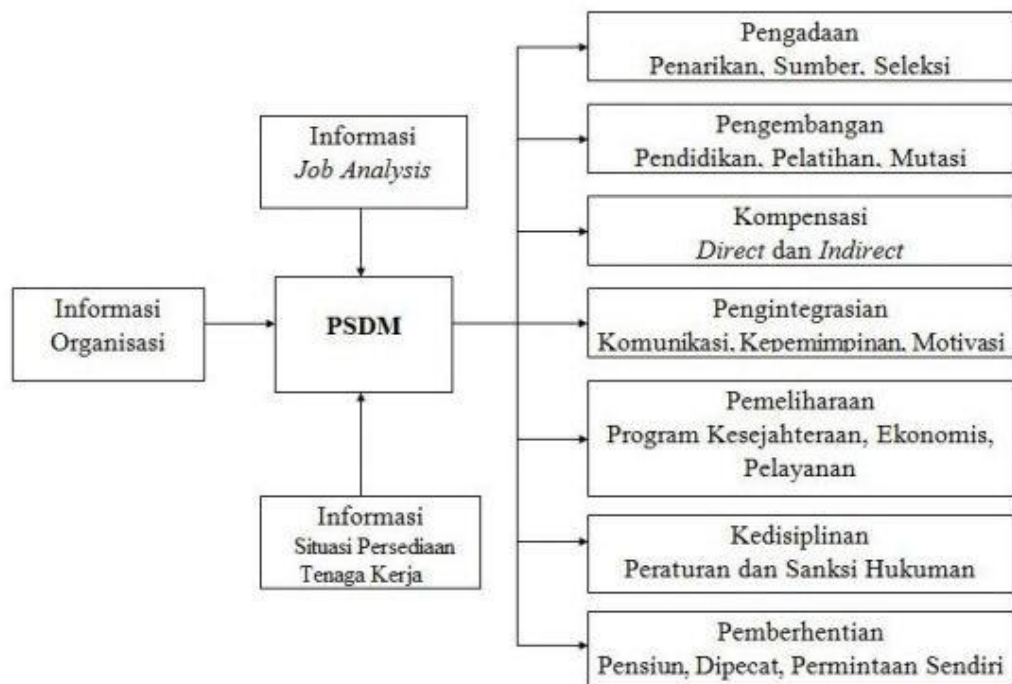 Informasi
Organisasi
Informasi
Job Analysis
PSDM
Informasi
Situasi Persediaan
Tenaga Kerja
Pengadaan
Penarikan, Sumber, Seleksi
Pengembangan
Pendidikan, Pelatihan, Mutasi
Kompensasi
Direct dan Indirect
Pengintegrasian
Komunikasi, Kepemimpinan, Motivasi
Pemeliharaan
Program Kesejahteraan, Ekonomis,
Pelayanan
Kedisiplinan
Peraturan dan Sanksi Hukuman
Pemberhentian
Pensiun, Dipecat, Permintaan Sendiri